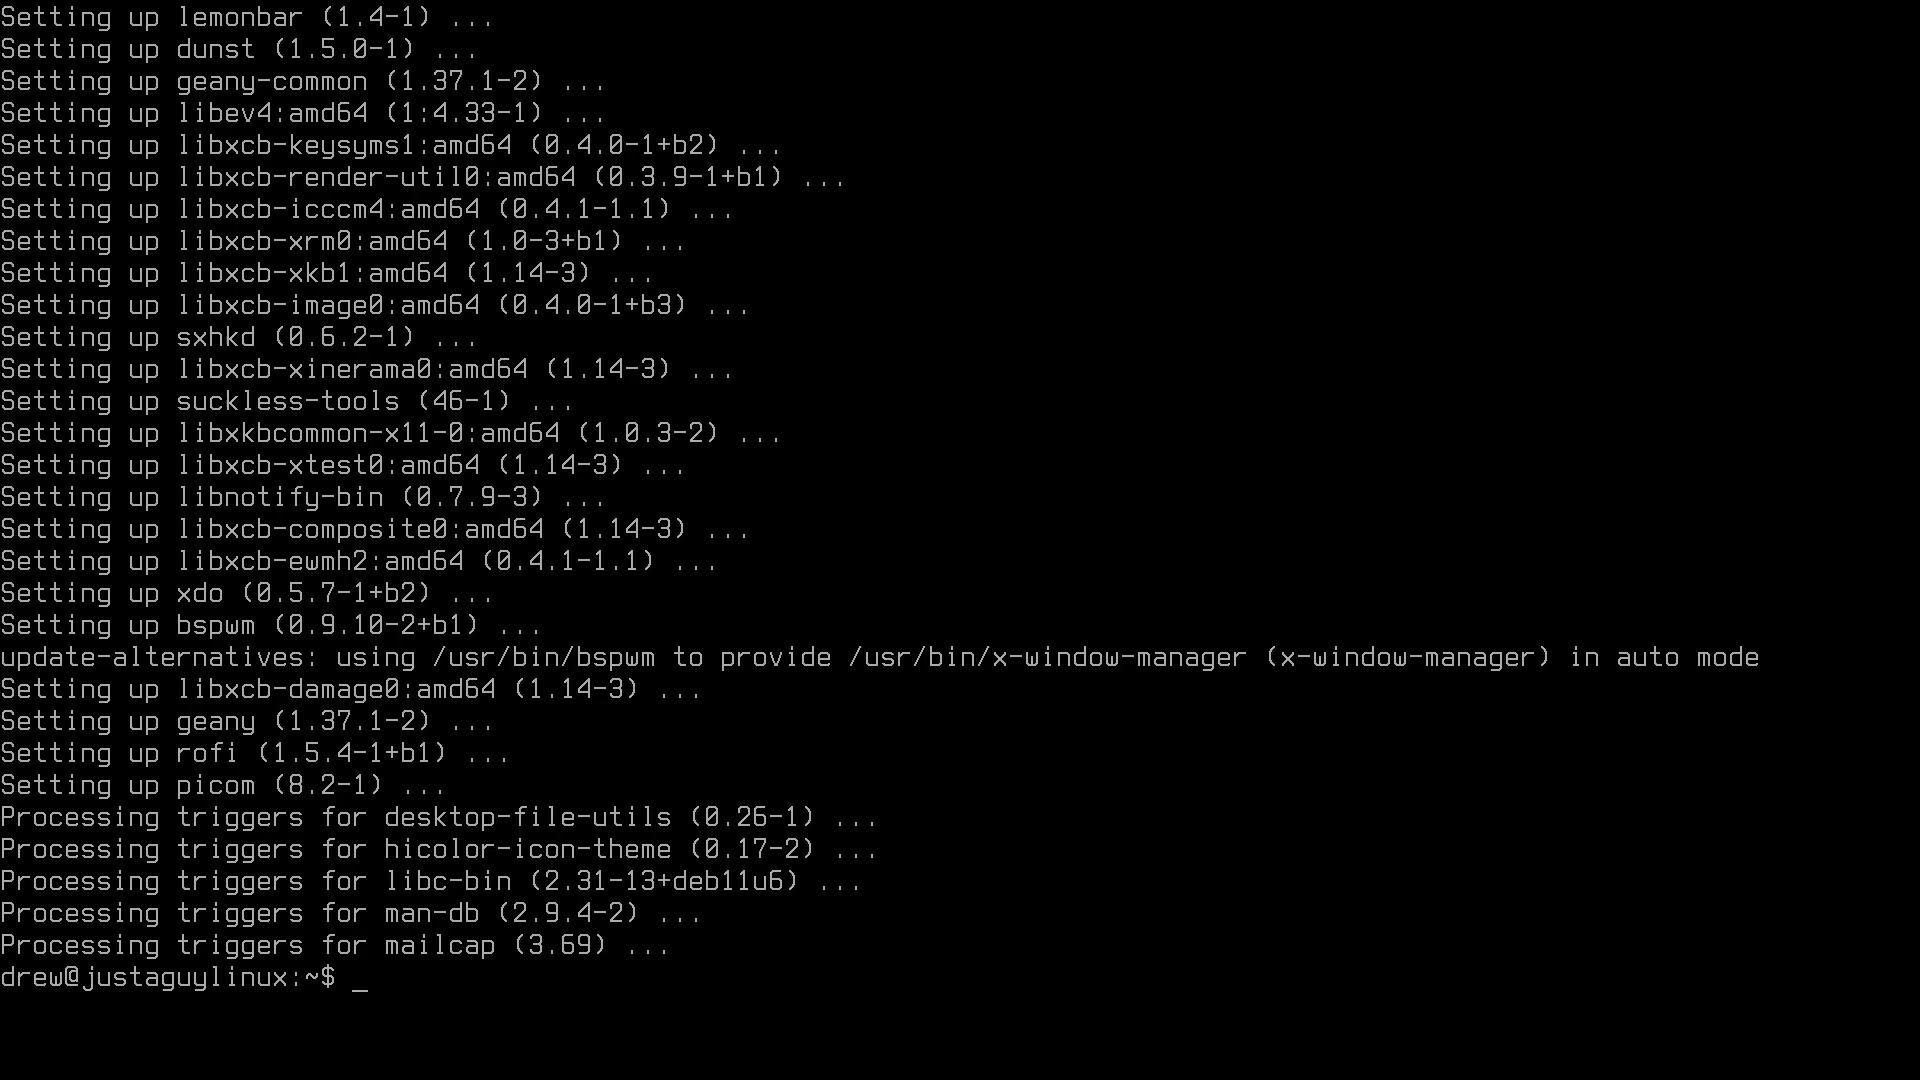 Setting up lemonbar (1.4-1) ...
Setting up dunst (1.5.0-1) ...
Setting up geany-common (1.37.1-2) ...
Setting up libev4:amd64 (1:4.33-1) ...
Setting up libxcb-keysyms1:amd64 (0.4.0-1+b2) ...
Setting up libxcb-render-util0:amd64 (0.3.9-1+b1) ...
Setting up libxcb-icccm4:amd64 (0.4.1-1.1) ...
Setting up libxcb-xrm0:amd64 (1.0-3+b1) ...
Setting up libxcb-xkb1:amd64 (1.14-3) ...
Setting up libxcb-image0:amd64 (0.4.0-1+b3) ...
Setting up sxhkd (0.6.2-1) ...
Setting up libxcb-xinerama0:amd64 (1.14-3) ...
Setting up suckless-tools (46-1) ...
Setting up libxkbcommon-x11-0:amd64 (1.0.3-2) ...
Setting up libxcb-xtest0:amd64 (1.14-3) ...
Setting up libnotify-bin (0.7.9-3) ...
Setting up libxcb-composite0:amd64 (1.14-3) ...
Setting up libxcb-ewmh2:amd64 (0.4.1-1.1) ...
Setting up xdo (0.5.7-1+b2) ...
Setting up bspwm (0.9.10-2+b1) ...
update-alternatives: using /usr/bin/bspwm to provide /usr/bin/x-window-manager (x-window-manager) in auto mode
Setting up libxcb-damage0:amd64 (1.14-3) ...
Setting up geany (1.37.1-2) ...
Setting up rofi (1.5.4-1+b1) ...
Setting up picom (8.2-1) ...
Processing triggers for desktop-file-utils (0.26-1) ...
Processing triggers for hicolor-icon-theme (0.17-2) ...
Processing triggers for libc-bin (2.31-13+deb11u6) ...
Processing triggers for man-db (2.9.4-2) ...
Processing triggers for mailcap (3.69) ...
drew@justaguylinux:~$ _